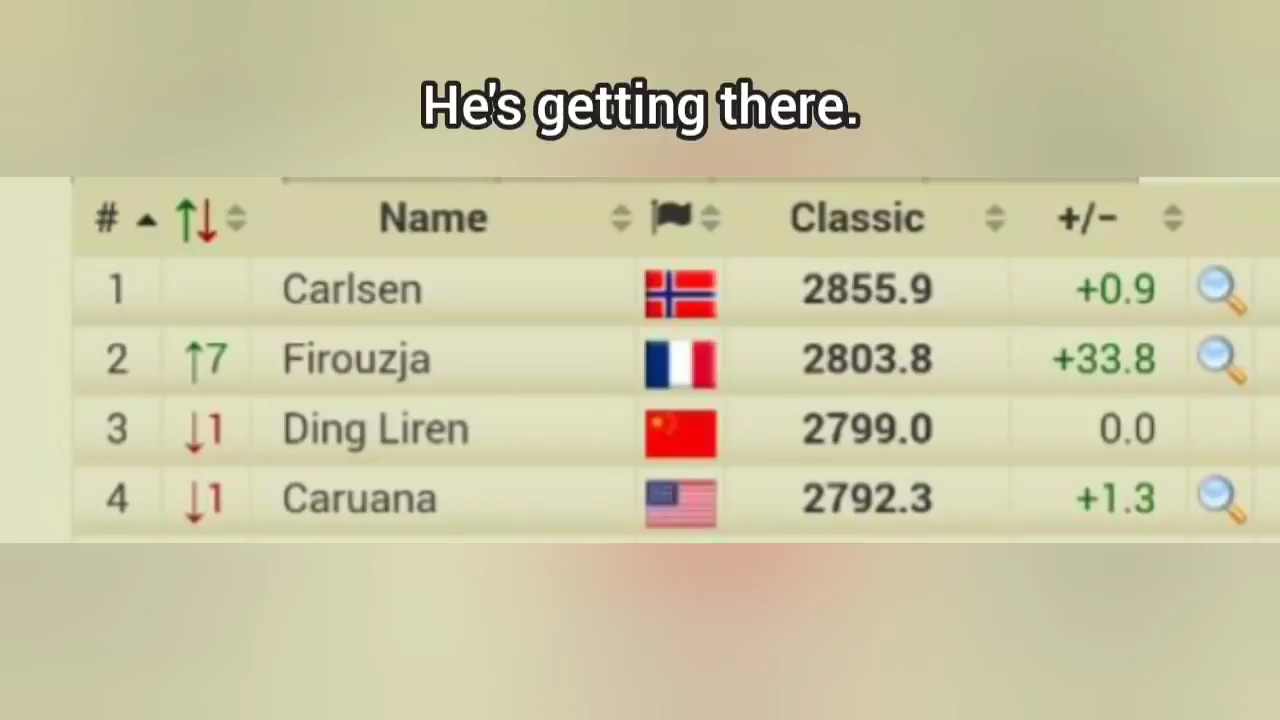 He's getting there.
# ↑↓ Name Classic +/−
1 Carlsen 2855.9 +0.9
2 ↑7 Firouzja 2803.8 +33.8
3 ↓1 Ding Liren 2799.0 0.0
4 ↓1 Caruana 2792.3 +1.3